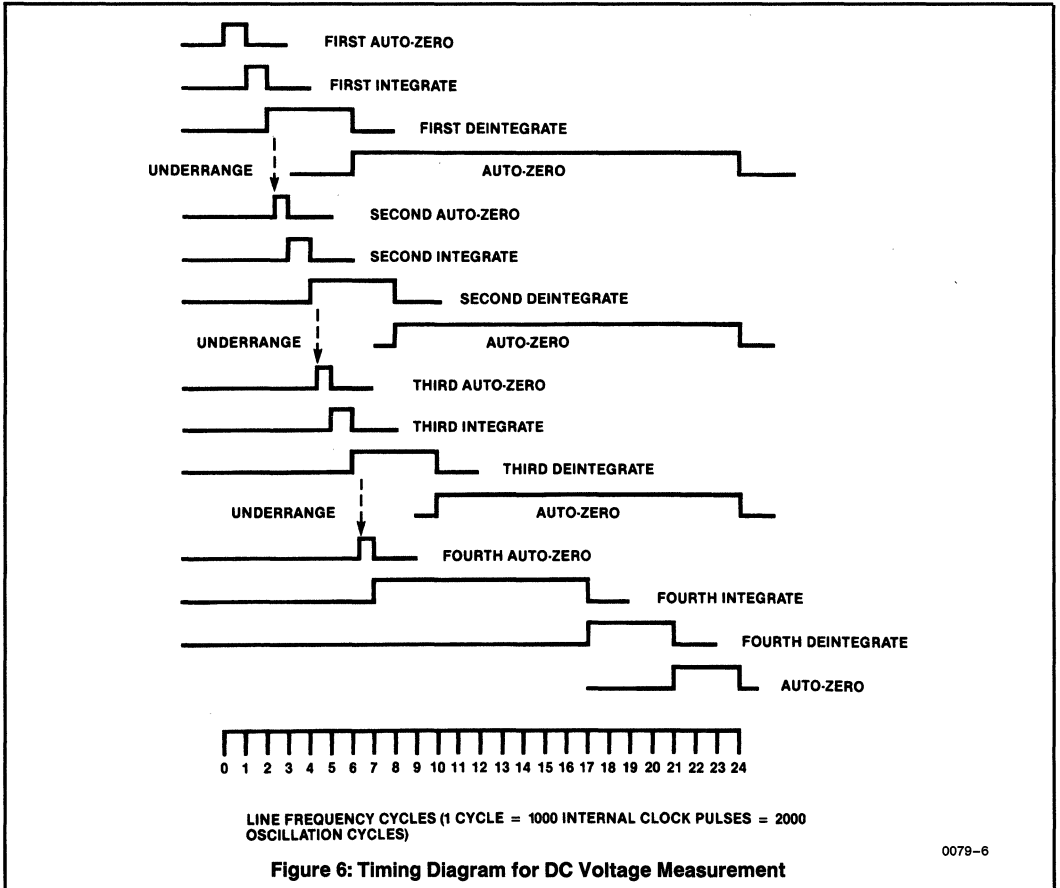 FIRST AUTO-ZERO
FIRST INTEGRATE
FIRST DEINTEGRATE
UNDERRANGE
AUTO-ZERO
SECOND AUTO-ZERO
SECOND INTEGRATE
SECOND DEINTEGRATE
UNDERRANGE
AUTO-ZERO
THIRD AUTO-ZERO
THIRD INTEGRATE
THIRD DEINTEGRATE
UNDERRANGE
AUTO-ZERO
FOURTH AUTO-ZERO
FOURTH INTEGRATE
FOURTH DEINTEGRATE
AUTO-ZERO
0 1 2 3 4 5 6 7 8 9 10 11 12 13 14 15 16 17 18 19 20 21 22 23 24
LINE FREQUENCY CYCLES (1 CYCLE = 1000 INTERNAL CLOCK PULSES = 2000
OSCILLATION CYCLES)
0079–6
Figure 6: Timing Diagram for DC Voltage Measurement